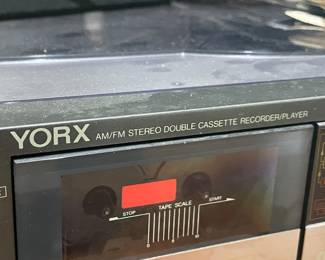 YORX AM/FM STEREO DOUBLE CASSETTE RECORDER/PLAYER
STOP TAPE SCALE START